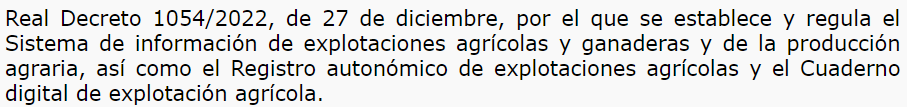 Real Decreto 1054/2022, de 27 de diciembre, por el que se establece y regula el
Sistema de información de explotaciones agrícolas y ganaderas y de la producción
agraria, así como el Registro autonómico de explotaciones agrícolas y el Cuaderno
digital de explotación agrícola.